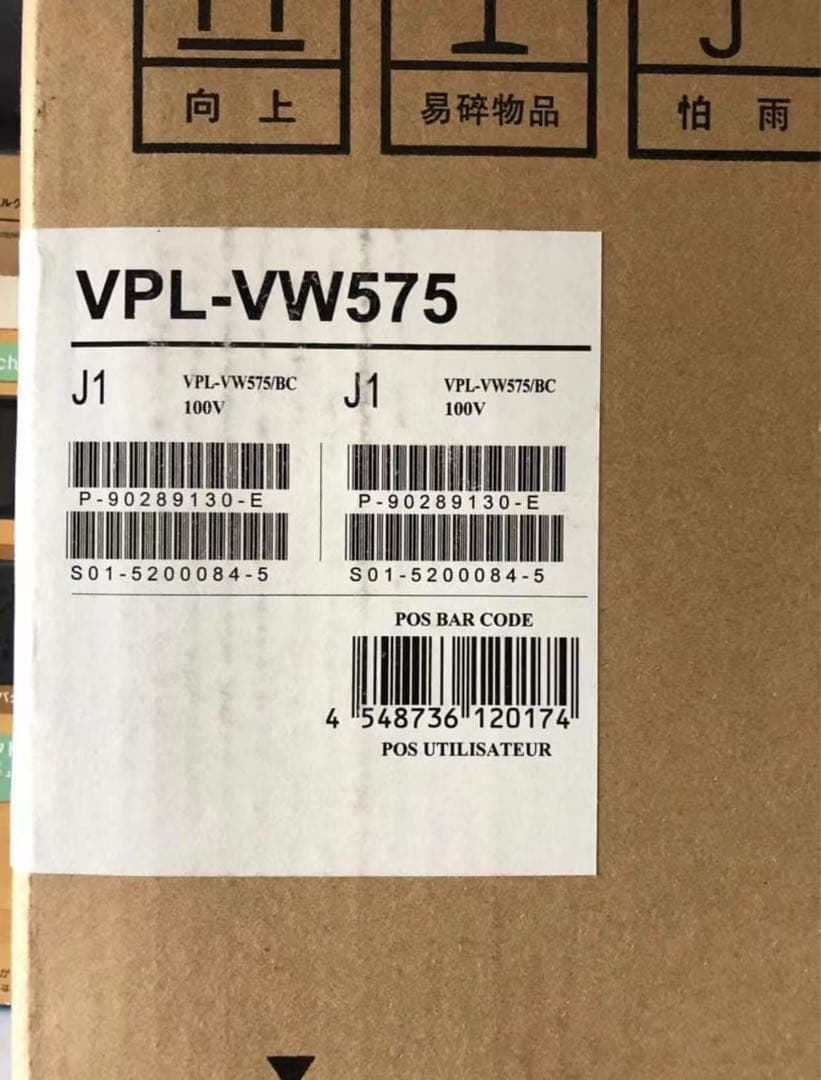 向 上
易碎物品
怕 雨
VPL-VW575
J1
VPL-VW575/BC
100V
J1
VPL-VW575/BC
100V
P-90289130-E
P-90289130-E
S01-5200084-5
S01-5200084-5
POS BAR CODE
4 548736 120174
POS UTILISATEUR